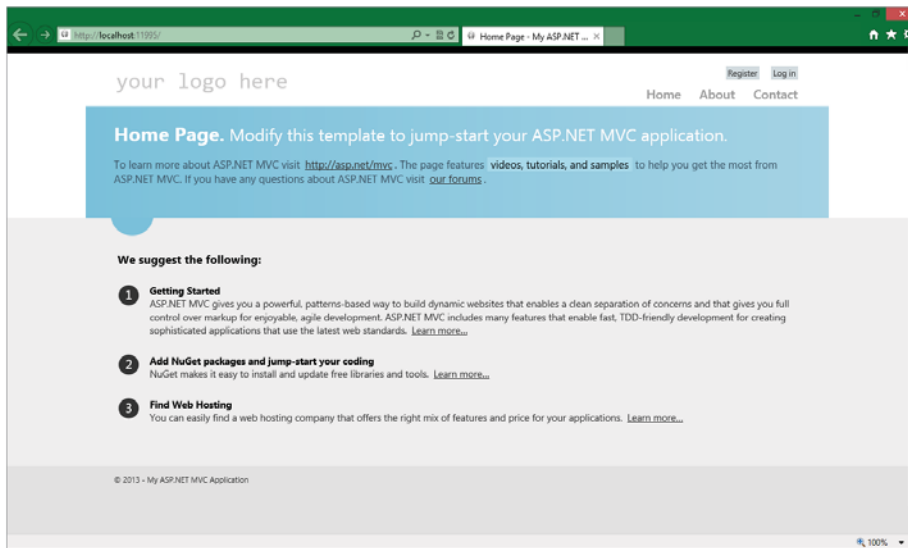 http://localhost:11995/
Home Page - My ASP.NET ...
your logo here
Register Log in
Home About Contact
Home Page. Modify this template to jump-start your ASP.NET MVC application.
To learn more about ASP.NET MVC visit http://asp.net/mvc. The page features videos, tutorials, and samples to help you get the most from
ASP.NET MVC. If you have any questions about ASP.NET MVC visit our forums.
We suggest the following:
1 Getting Started
ASP.NET MVC gives you a powerful, patterns-based way to build dynamic websites that enables a clean separation of concerns and that gives you full
control over markup for enjoyable, agile development. ASP.NET MVC includes many features that enable fast, TDD-friendly development for creating
sophisticated applications that use the latest web standards. Learn more...
2 Add NuGet packages and jump-start your coding
NuGet makes it easy to install and update free libraries and tools. Learn more...
3 Find Web Hosting
You can easily find a web hosting company that offers the right mix of features and price for your applications. Learn more...
© 2013 - My ASP.NET MVC Application
100%